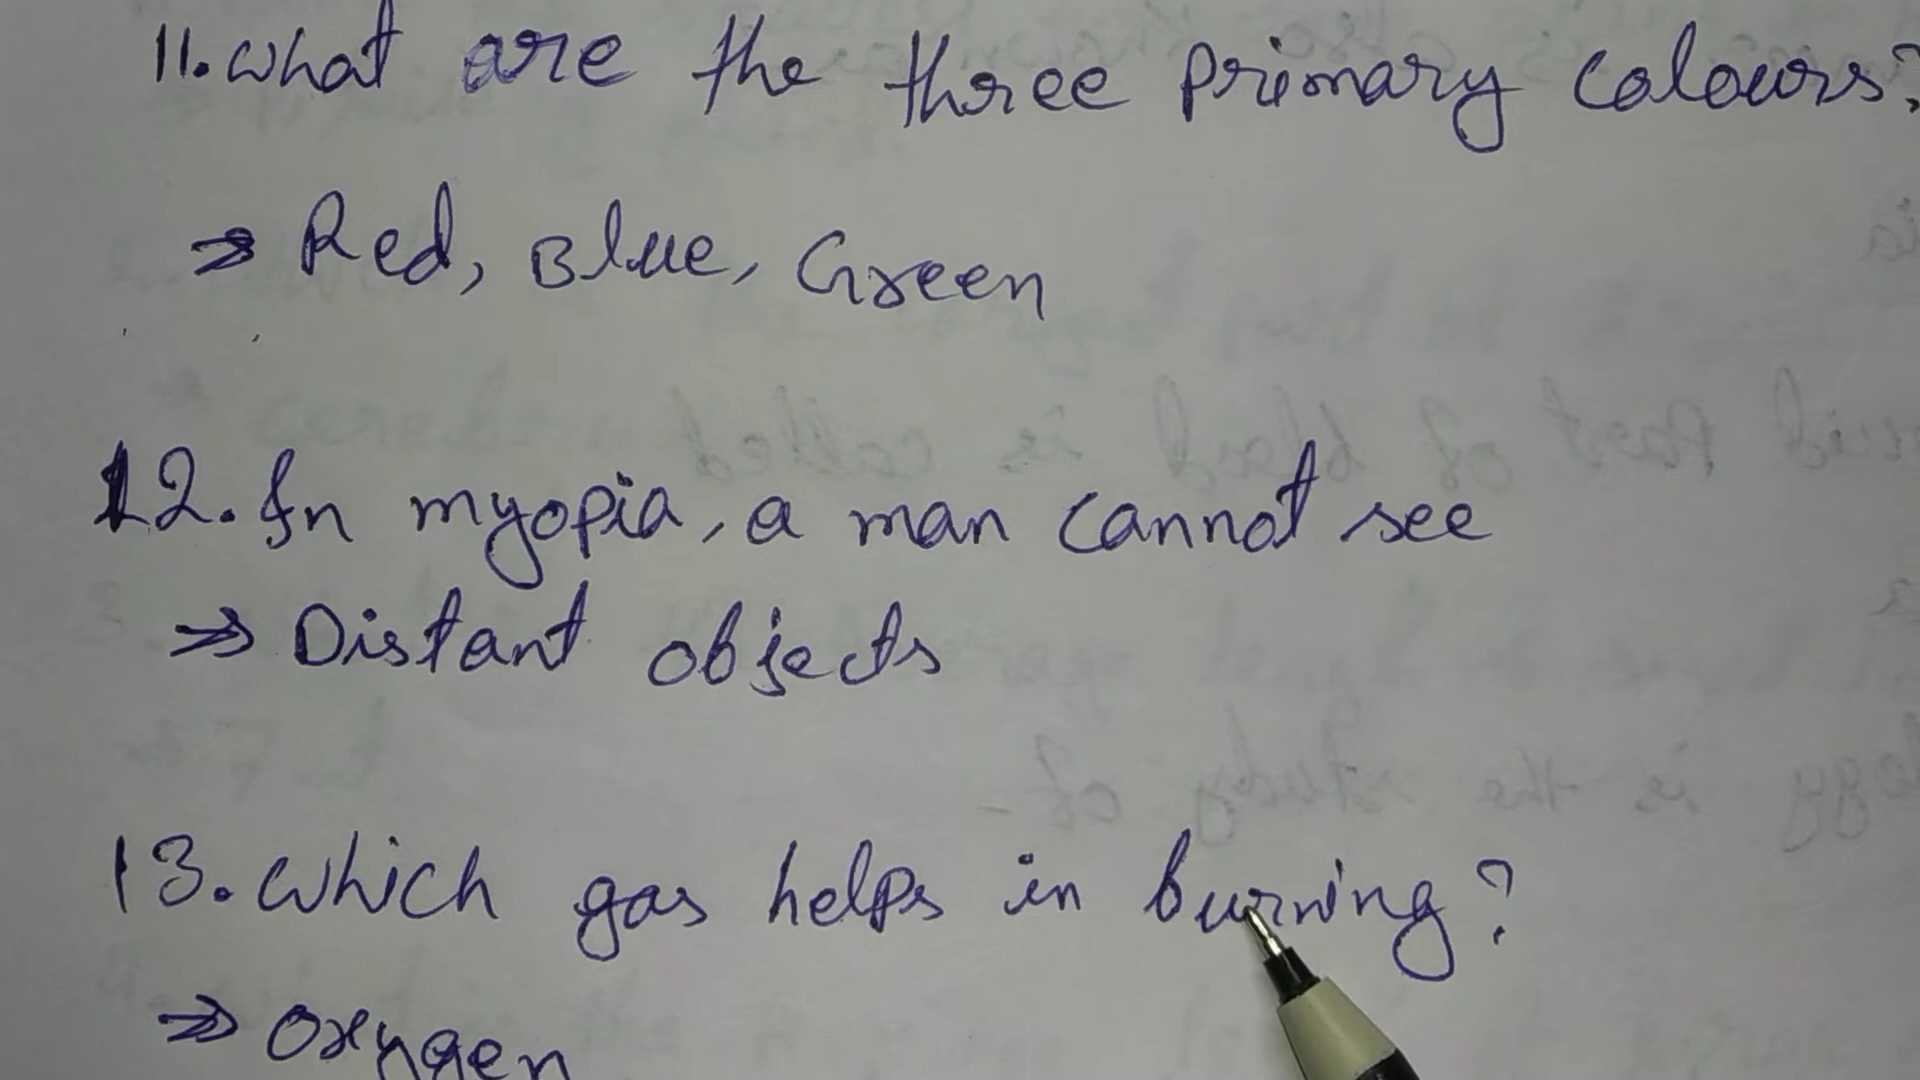 11. What are the three primary colours?
⇒ Red, Blue, Green
12. In myopia, a man cannot see
⇒ Distant objects
13. Which gas helps in burning?
⇒ Oxygen